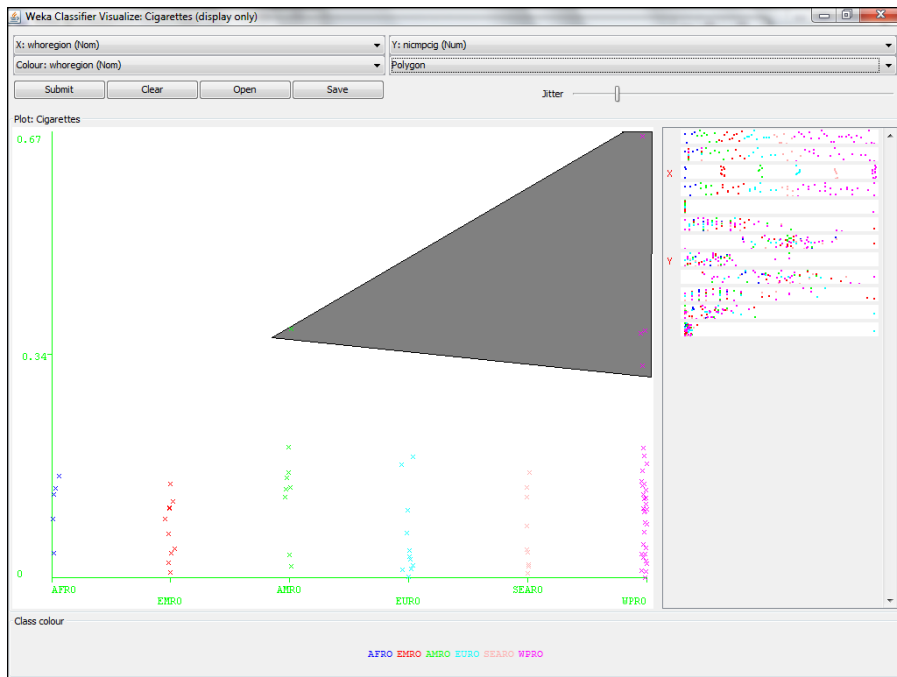 Weka Classifier Visualize: Cigarettes (display only)
X: whoregion (Nom)
Y: nicmpcig (Num)
Colour: whoregion (Nom)
Polygon
Submit
Clear
Open
Save
Jitter
Plot: Cigarettes
0.67
0.34
0
AFRO
EMRO
AMRO
EURO
SEARO
WPRO
X
Y
Class colour
AFRO EMRO AMRO EURO SEARO WPRO